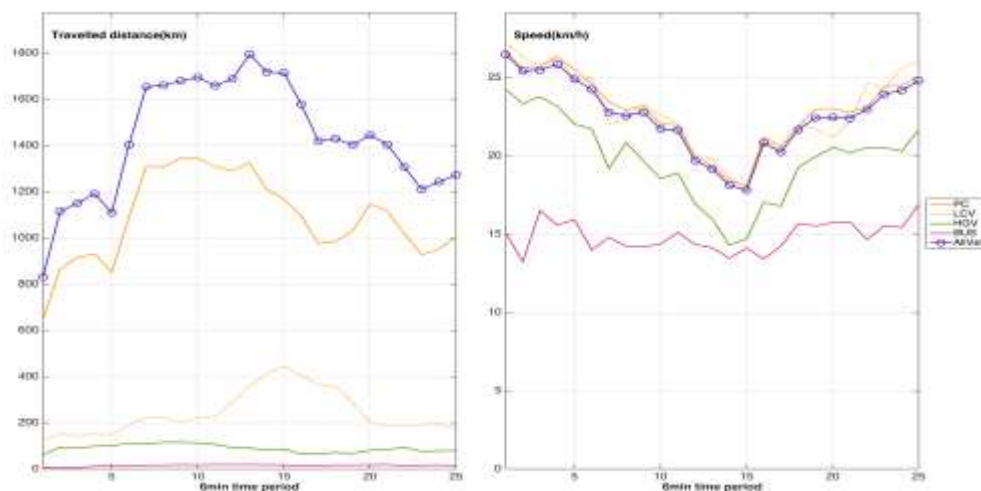 Travelled distance(km)
1800
1600
1400
1200
1000
800
600
400
200
0
5
10
15
20
25
6min time period
Speed(km/h)
25
20
15
10
5
0
5
10
15
20
25
6min time period
PC
LCV
HGV
BUS
AllVeh